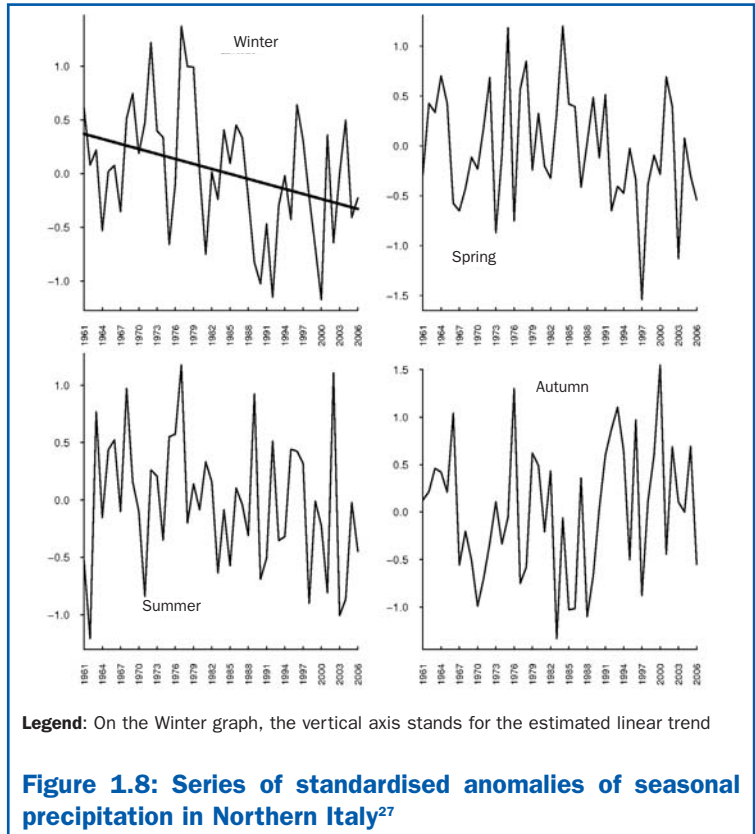 Winter
1.0
0.5
0.0
−0.5
−1.0
1961 1964 1967 1970 1973 1976 1979 1982 1985 1988 1991 1994 1997 2000 2003 2006
Spring
1.0
0.5
0.0
−0.5
−1.0
−1.5
1961 1964 1967 1970 1973 1976 1979 1982 1985 1988 1991 1994 1997 2000 2003 2006
Summer
1.0
0.5
0.0
−0.5
−1.0
1961 1964 1967 1970 1973 1976 1979 1982 1985 1988 1991 1994 1997 2000 2003 2006
Autumn
1.5
1.0
0.5
0.0
−0.5
−1.0
1961 1964 1967 1970 1973 1976 1979 1982 1985 1988 1991 1994 1997 2000 2003 2006
Legend: On the Winter graph, the vertical axis stands for the estimated linear trend
Figure 1.8: Series of standardised anomalies of seasonal
precipitation in Northern Italy27